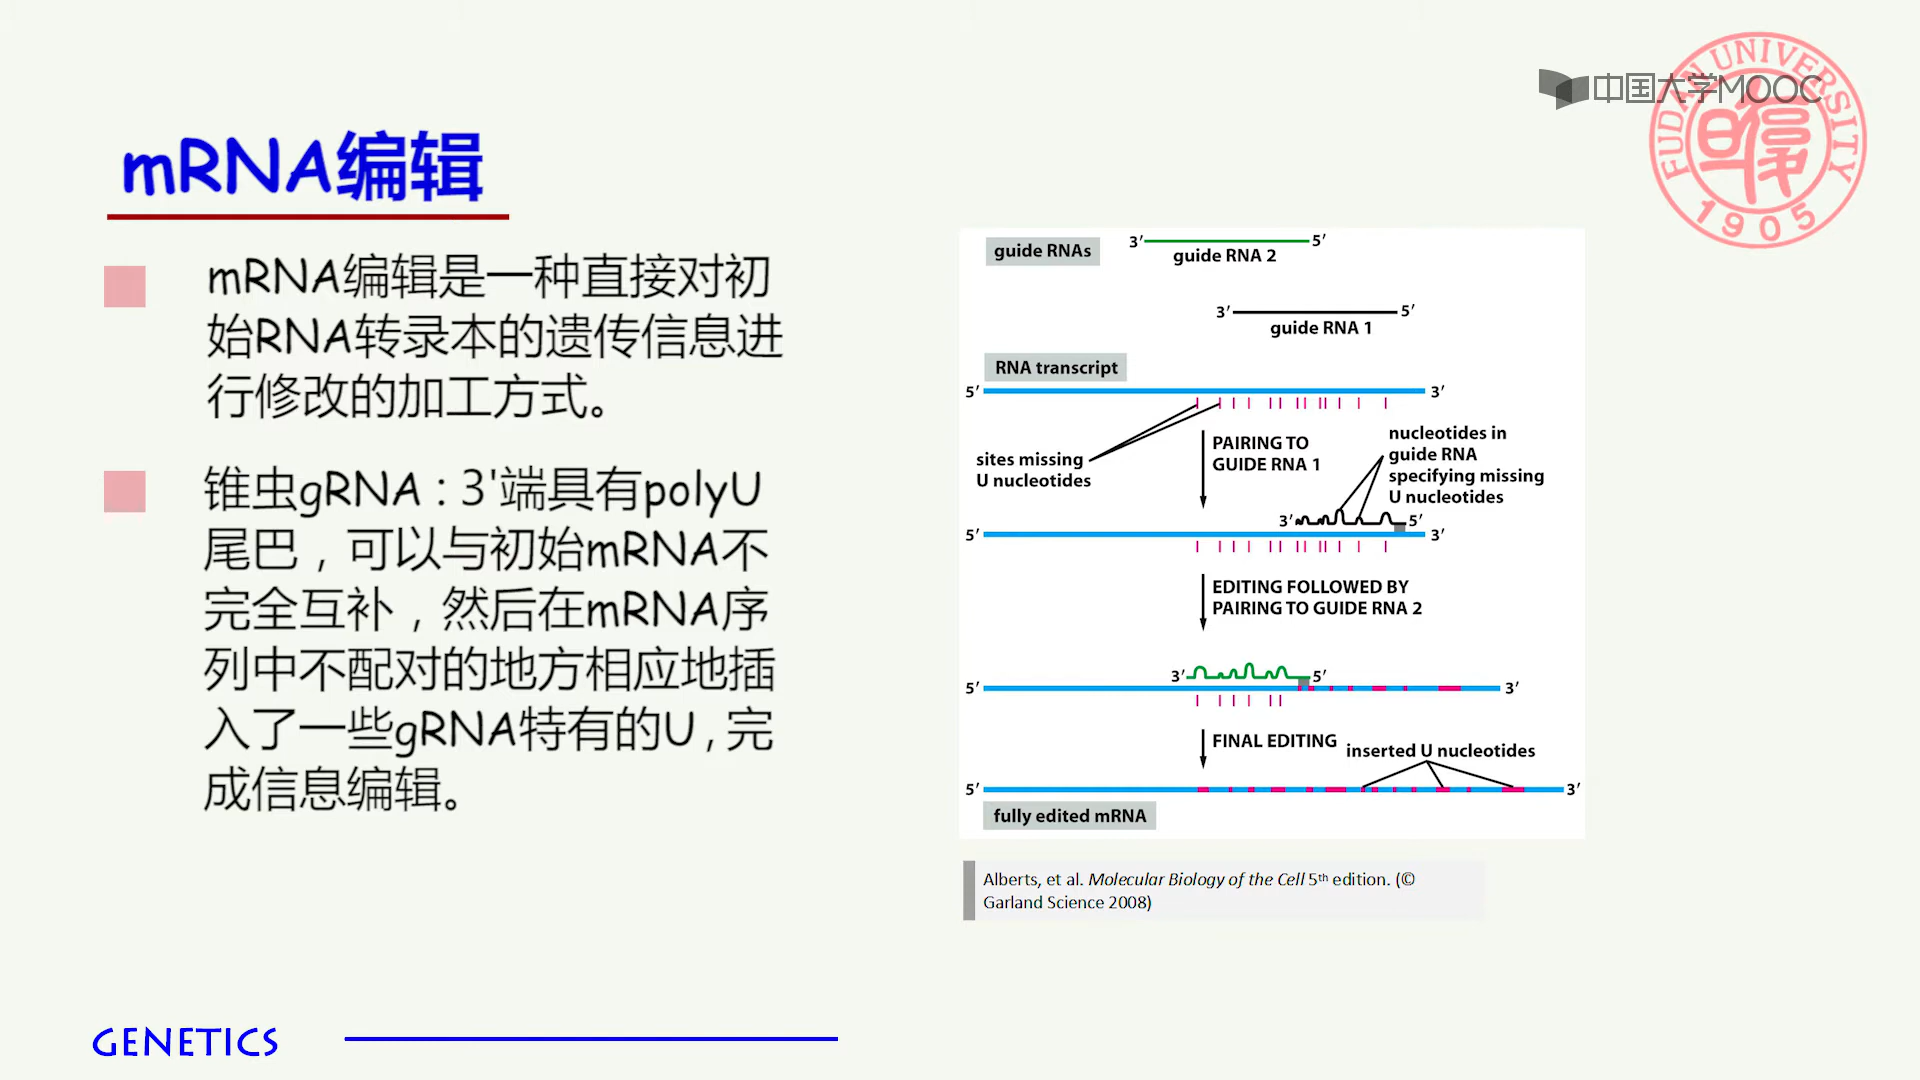 中国大学MOOC
FUDAN UNIVERSITY
1905
mRNA编辑
mRNA编辑是一种直接对初
始RNA转录本的遗传信息进
行修改的加工方式。
锥虫gRNA：3'端具有polyU
尾巴，可以与初始mRNA不
完全互补，然后在mRNA序
列中不配对的地方相应地插
入了一些gRNA特有的U，完
成信息编辑。
guide RNAs
3′ 5′
guide RNA 2
3′ 5′
guide RNA 1
RNA transcript
5′ 3′
sites missing
U nucleotides
PAIRING TO
GUIDE RNA 1
nucleotides in
guide RNA
specifying missing
U nucleotides
3′ 5′
5′ 3′
EDITING FOLLOWED BY
PAIRING TO GUIDE RNA 2
3′ 5′
5′ 3′
FINAL EDITING
inserted U nucleotides
5′ 3′
fully edited mRNA
Alberts, et al. Molecular Biology of the Cell 5th edition. (©
Garland Science 2008)
GENETICS